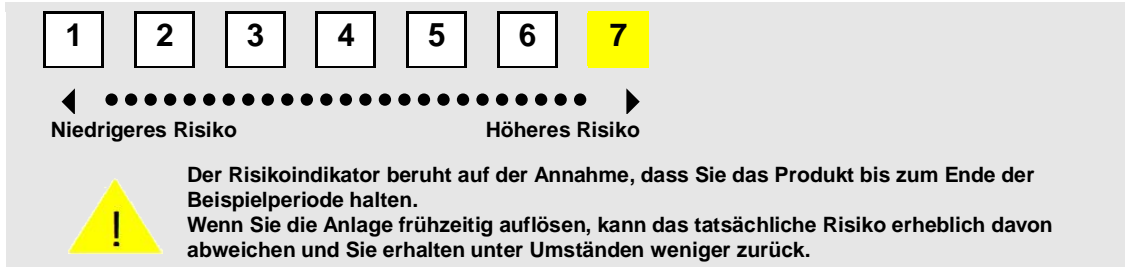 1 2 3 4 5 6 7
Niedrigeres Risiko Höheres Risiko
Der Risikoindikator beruht auf der Annahme, dass Sie das Produkt bis zum Ende der
Beispielperiode halten.
Wenn Sie die Anlage frühzeitig auflösen, kann das tatsächliche Risiko erheblich davon
abweichen und Sie erhalten unter Umständen weniger zurück.
!